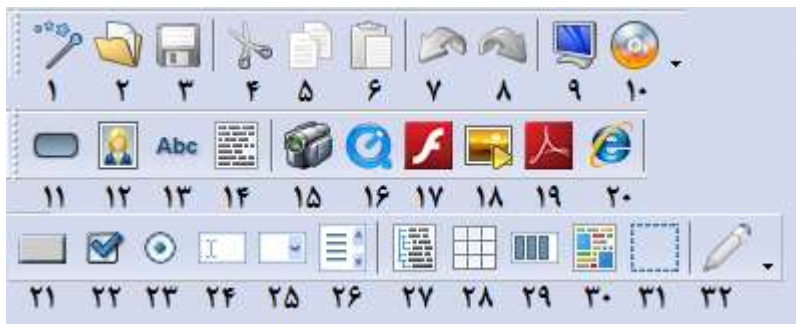 ۱ ۲ ۳ ۴ ۵ ۶ ۷ ۸ ۹ ۱۰
Abc
۱۱ ۱۲ ۱۳ ۱۴ ۱۵ ۱۶ ۱۷ ۱۸ ۱۹ ۲۰
۲۱ ۲۲ ۲۳ ۲۴ ۲۵ ۲۶ ۲۷ ۲۸ ۲۹ ۳۰ ۳۱ ۳۲